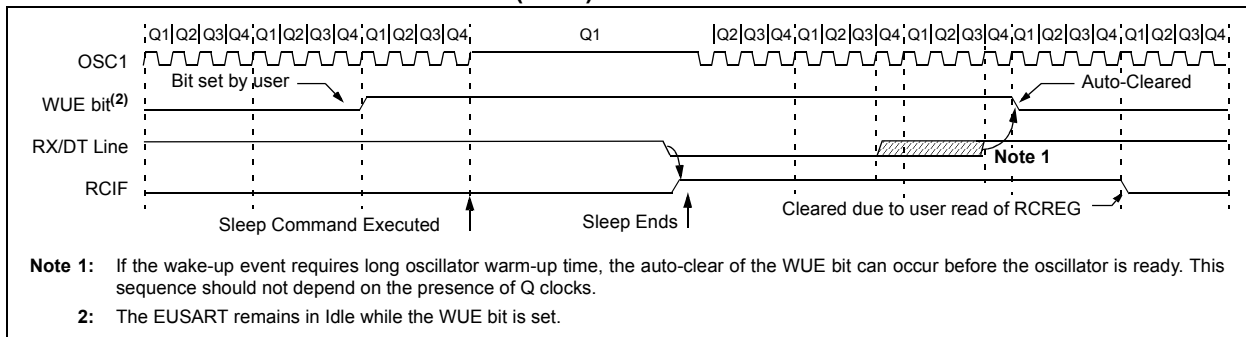 Q1 Q2 Q3 Q4 Q1 Q2 Q3 Q4 Q1 Q2 Q3 Q4 Q1 Q2 Q3 Q4 Q1 Q2 Q3 Q4 Q1 Q2 Q3 Q4 Q1 Q2 Q3 Q4 Q1 Q2 Q3 Q4
OSC1
Bit set by user
Auto-Cleared
WUE bit(2)
RX/DT Line
Note 1
RCIF
Cleared due to user read of RCREG
Sleep Command Executed
Sleep Ends
Note 1: If the wake-up event requires long oscillator warm-up time, the auto-clear of the WUE bit can occur before the oscillator is ready. This
sequence should not depend on the presence of Q clocks.
2: The EUSART remains in Idle while the WUE bit is set.